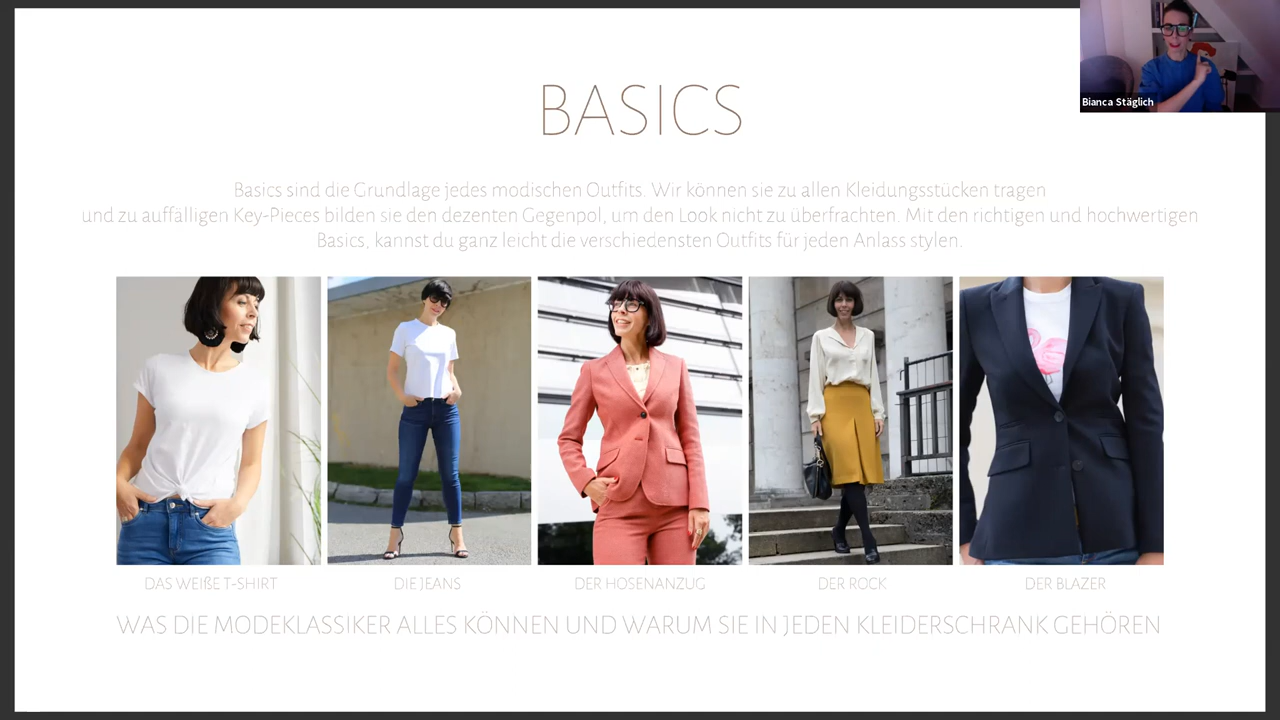 BASICS
Bianca Stäglich
Basics sind die Grundlage jedes modischen Outfits. Wir können sie zu allen Kleidungsstücken tragen
und zu auffälligen Key-Pieces bilden sie den dezenten Gegenpol, um den Look nicht zu überfrachten. Mit den richtigen und hochwertigen
Basics, kannst du ganz leicht die verschiedensten Outfits für jeden Anlass stylen.
DAS WEIßE T-SHIRT
DIE JEANS
DER HOSENANZUG
DER ROCK
DER BLAZER
WAS DIE MODEKLASSIKER ALLES KÖNNEN UND WARUM SIE IN JEDEN KLEIDERSCHRANK GEHÖREN